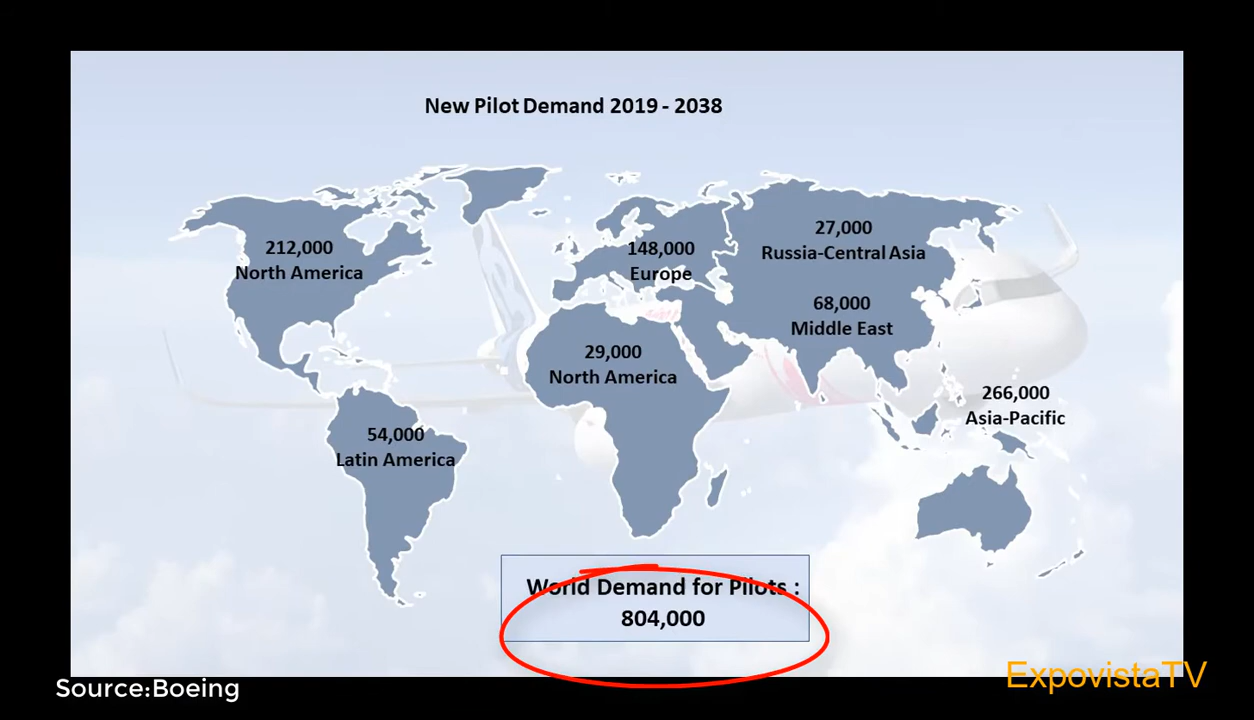 New Pilot Demand 2019 - 2038
212,000
North America
148,000
Europe
27,000
Russia-Central Asia
68,000
Middle East
29,000
North America
266,000
Asia-Pacific
54,000
Latin America
World Demand for Pilots :
804,000
Source:Boeing
ExpovistaTV